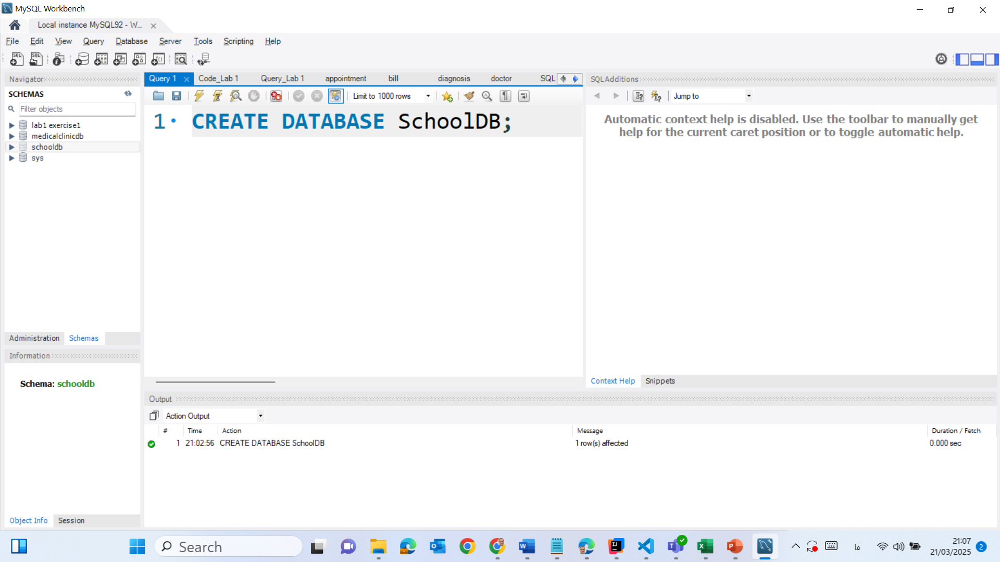 MySQL Workbench
Local instance MySQL92 - W...
File Edit View Query Database Server Tools Scripting Help
Navigator
SCHEMAS
Filter objects
lab1 exercise1
medicalclinicdb
schooldb
sys
Administration Schemas
Information
Schema: schooldb
Object Info Session
Query 1 Code_Lab 1 Query_Lab 1 appointment bill diagnosis doctor SQL
Limit to 1000 rows
1 CREATE DATABASE SchoolDB;
SQLAdditions
Jump to
Automatic context help is disabled. Use the toolbar to manually get
help for the current caret position or to toggle automatic help.
Context Help Snippets
Output
Action Output
# Time Action Message Duration / Fetch
1 21:02:56 CREATE DATABASE SchoolDB 1 row(s) affected 0.000 sec
Search
فا
21:07
21/03/2025
2